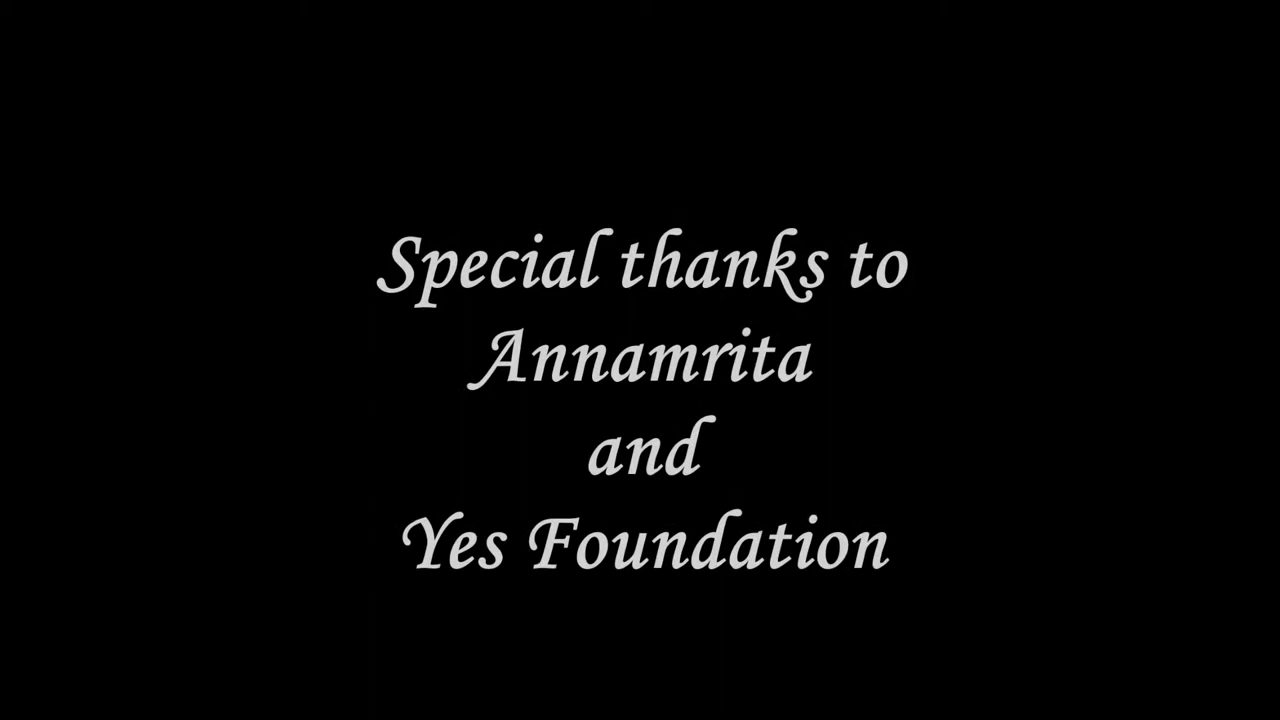 Special thanks to
Annamrita
and
Yes Foundation